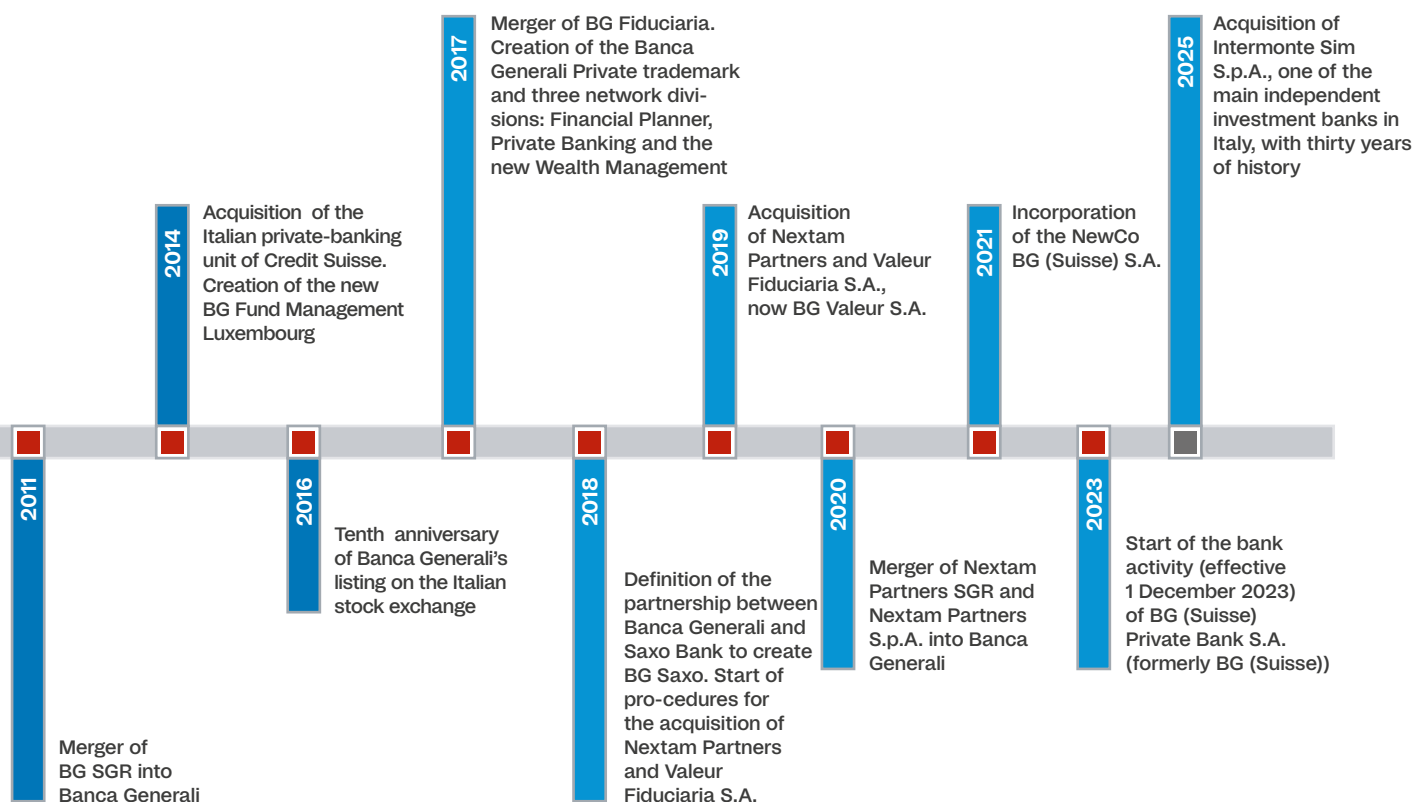 2011
Merger of
BG SGR into
Banca Generali
2014
Acquisition of the
Italian private-banking
unit of Credit Suisse.
Creation of the new
BG Fund Management
Luxembourg
2016
Tenth anniversary
of Banca Generali’s
listing on the Italian
stock exchange
2017
Merger of BG Fiduciaria.
Creation of the Banca
Generali Private trademark
and three network divi-
sions: Financial Planner,
Private Banking and the
new Wealth Management
2018
Definition of the
partnership between
Banca Generali and
Saxo Bank to create
BG Saxo. Start of
pro-cedures for
the acquisition of
Nextam Partners
and Valeur
Fiduciaria S.A.
2019
Acquisition
of Nextam
Partners and Valeur
Fiduciaria S.A.,
now BG Valeur S.A.
2020
Merger of Nextam
Partners SGR and
Nextam Partners
S.p.A. into Banca
Generali
2021
Incorporation
of the NewCo
BG (Suisse) S.A.
2023
Start of the bank
activity (effective
1 December 2023)
of BG (Suisse)
Private Bank S.A.
(formerly BG (Suisse))
2025
Acquisition of
Intermonte Sim
S.p.A., one of the
main independent
investment banks in
Italy, with thirty years
of history